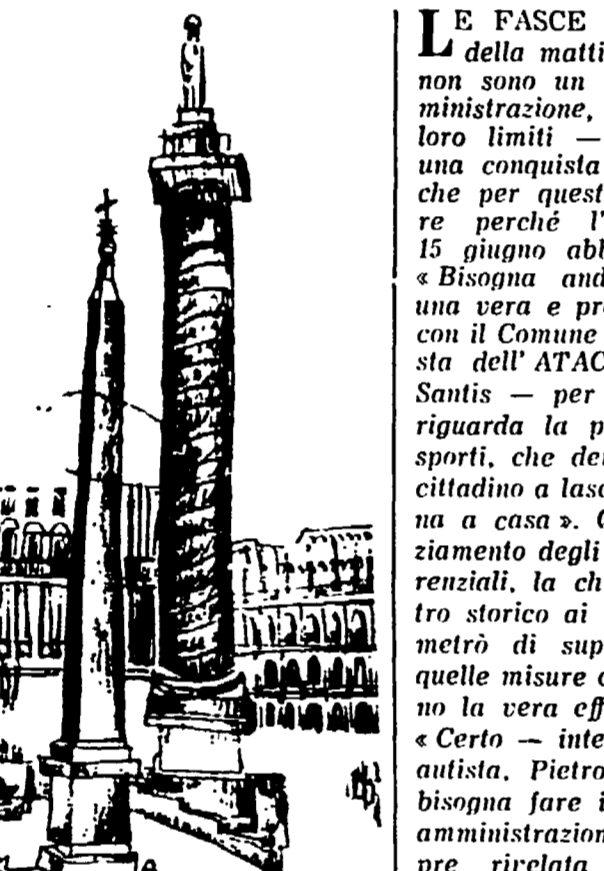 LE FASCE
della matti
non sono un
ministrazione,
loro limiti —
una conquista
che per quest
re perché l'
15 giugno abb
« Bisogna and
una vera e pro
con il Comune
sta dell' ATAC
Santis — per
riguarda la p
sporti, che de
cittadino a lasc
na a casa ». C
ziamento degli
renziali, la ch
tro storico ai
metrò di sup
quelle misure c
no la vera eff
« Certo — inte
autista, Pietro
bisogna fare i
amministrazion
pre rivelata